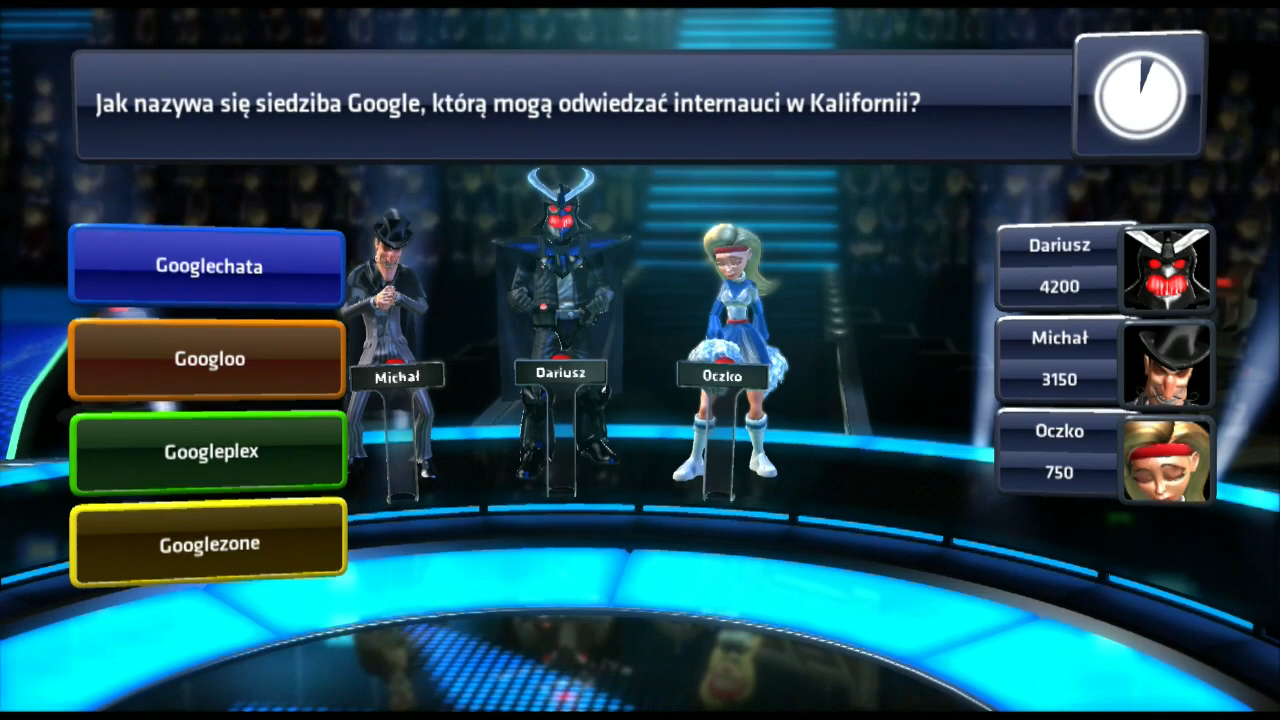 Jak nazywa się siedziba Google, którą mogą odwiedzać internauci w Kalifornii?
Googlechata
Googloo
Googleplex
Googlezone
Michał
Dariusz
Oczko
Dariusz
4200
Michał
3150
Oczko
750